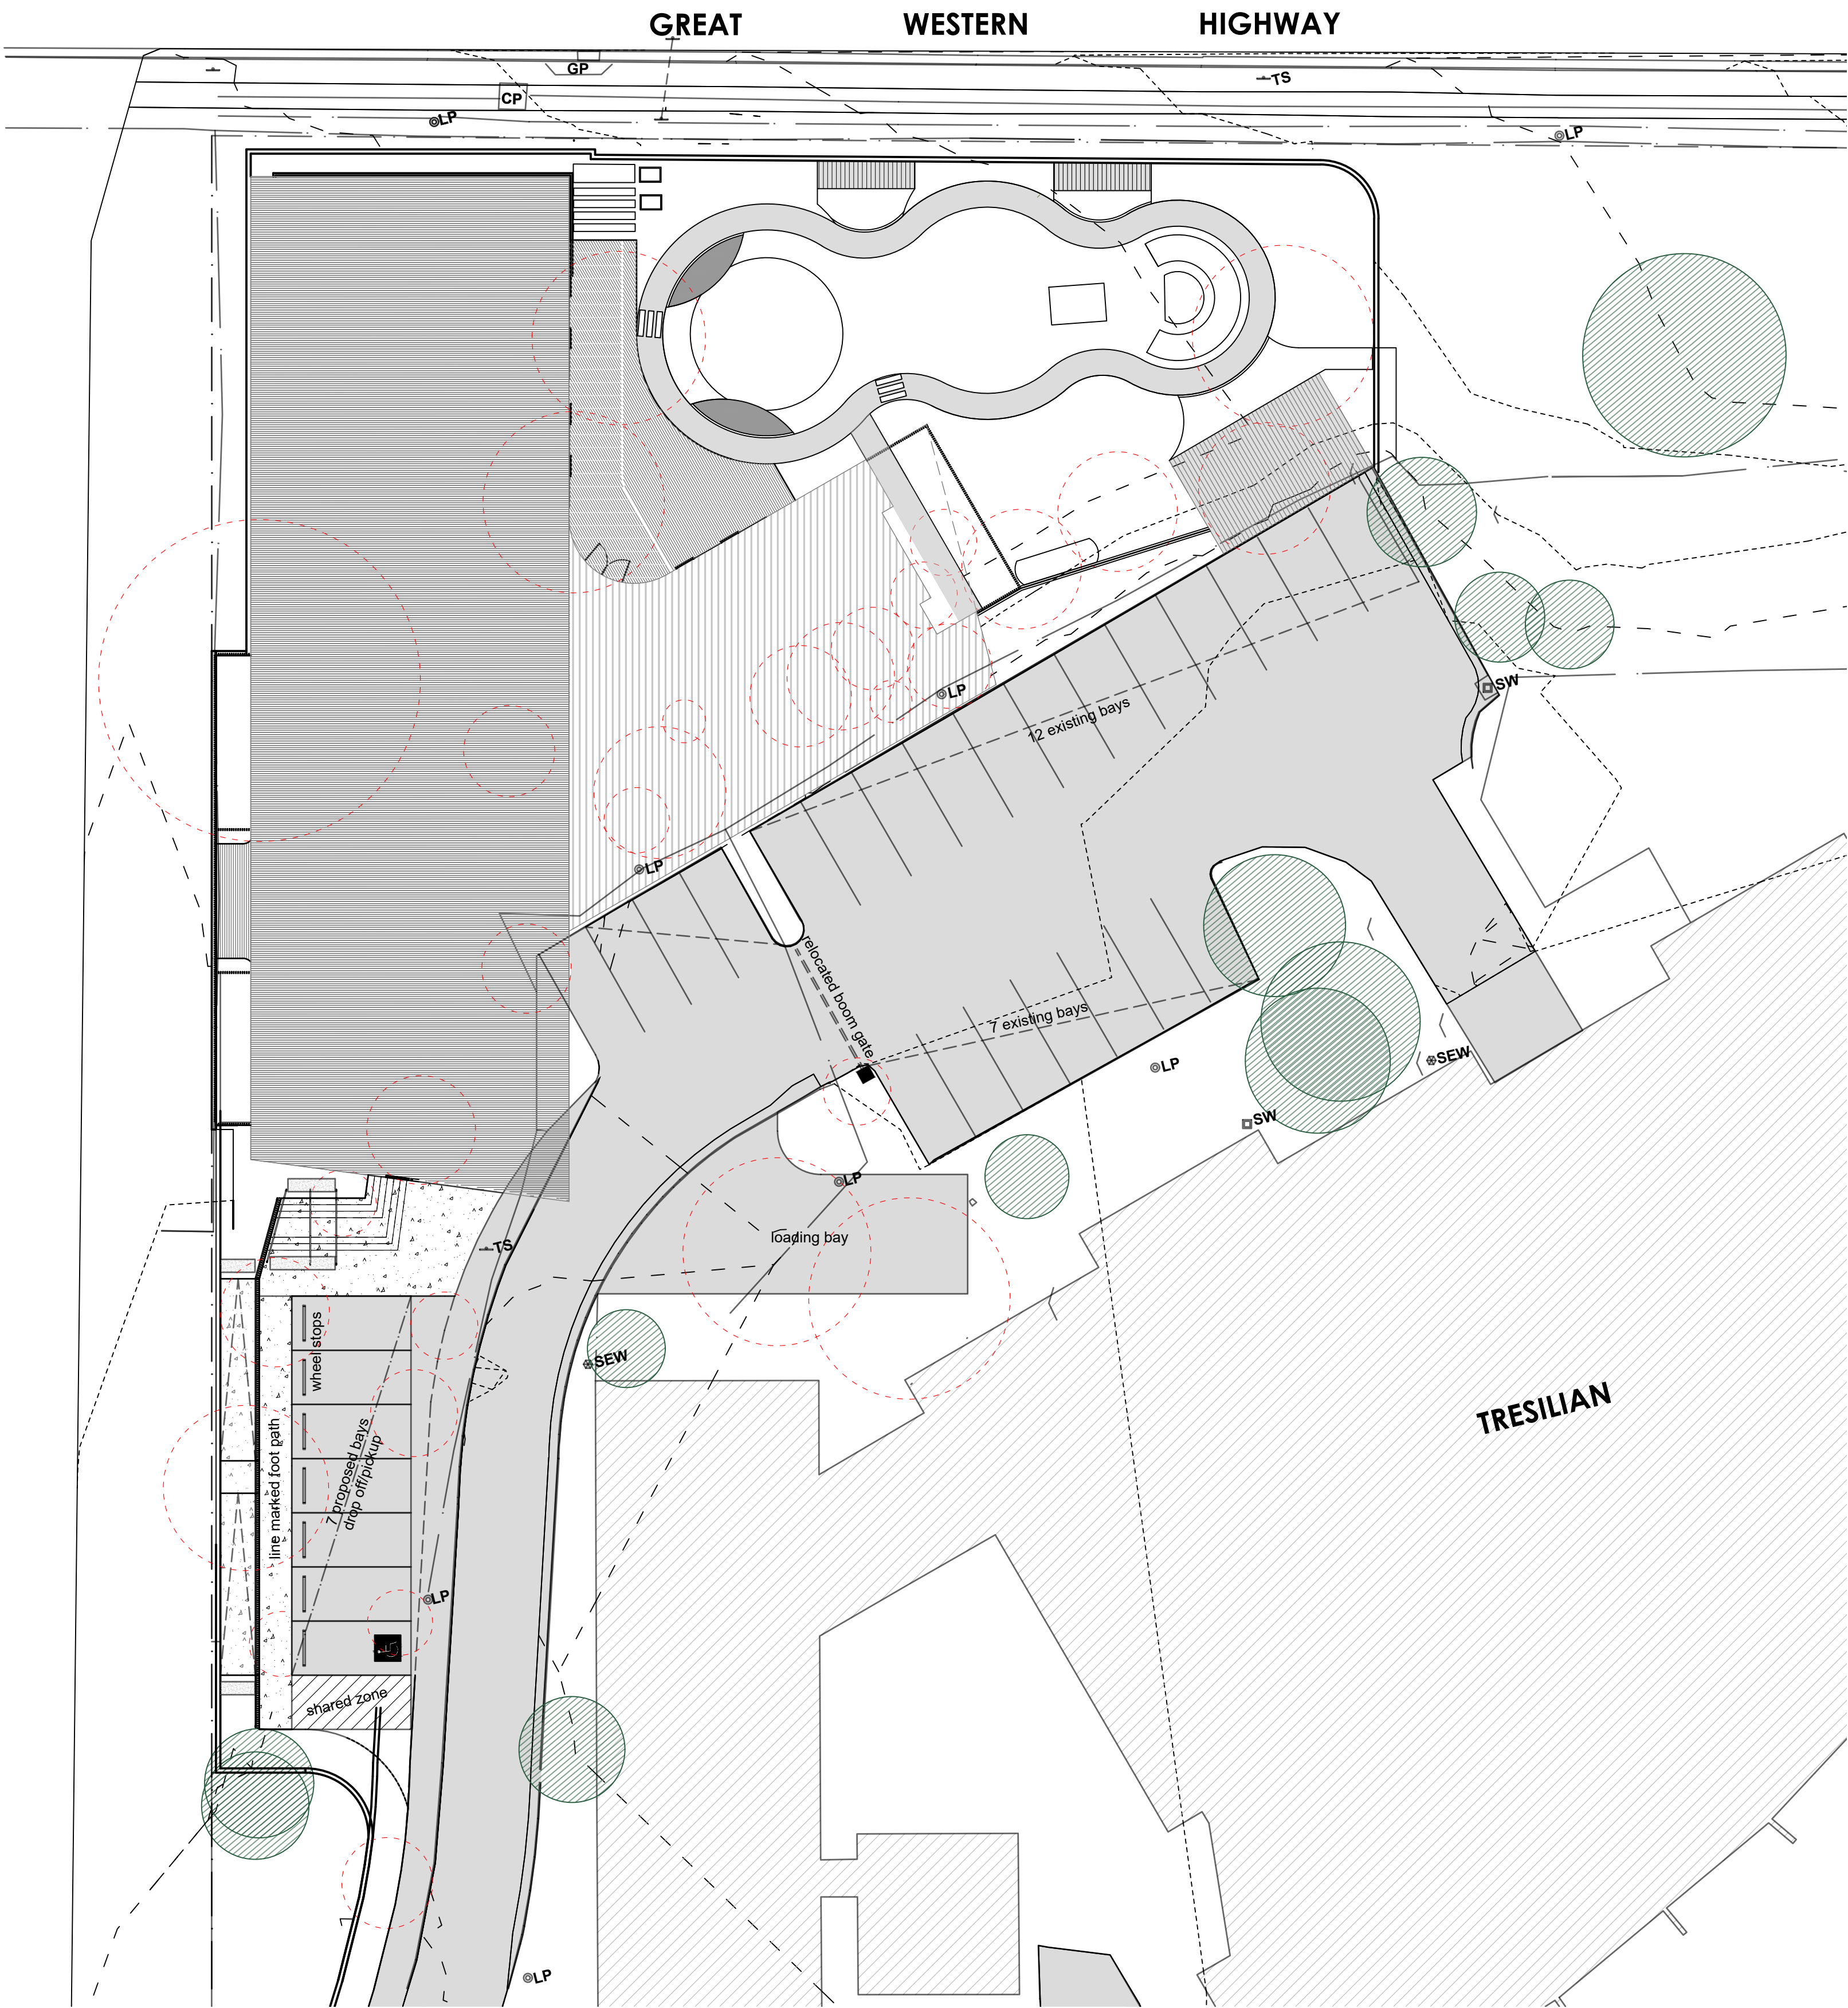 GREAT WESTERN HIGHWAY
GP
TS
CP
LP
LP
SW
LP
12 existing bays
LP
relocated boom gate
7 existing bays
SEW
LP
SW
LP
loading bay
TS
wheel stops
SEW
TRESILIAN
line marked foot path
7 proposed bays
drop off/pickup
LP
shared zone
LP